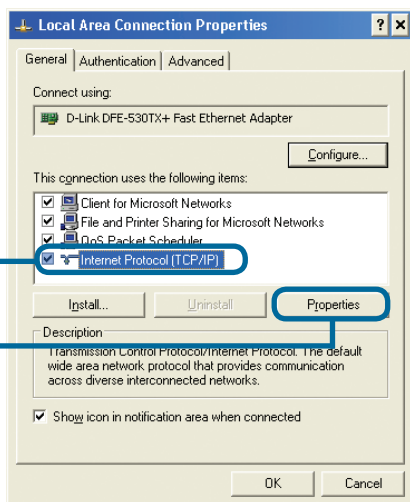 Local Area Connection Properties
General Authentication Advanced
Connect using:
D-Link DFE-530TX+ Fast Ethernet Adapter
Configure...
This connection uses the following items:
Client for Microsoft Networks
File and Printer Sharing for Microsoft Networks
QoS Packet Scheduler
Internet Protocol (TCP/IP)
Install... Uninstall Properties
Description
Transmission Control Protocol/Internet Protocol. The default
wide area network protocol that provides communication
across diverse interconnected networks.
Show icon in notification area when connected
OK Cancel